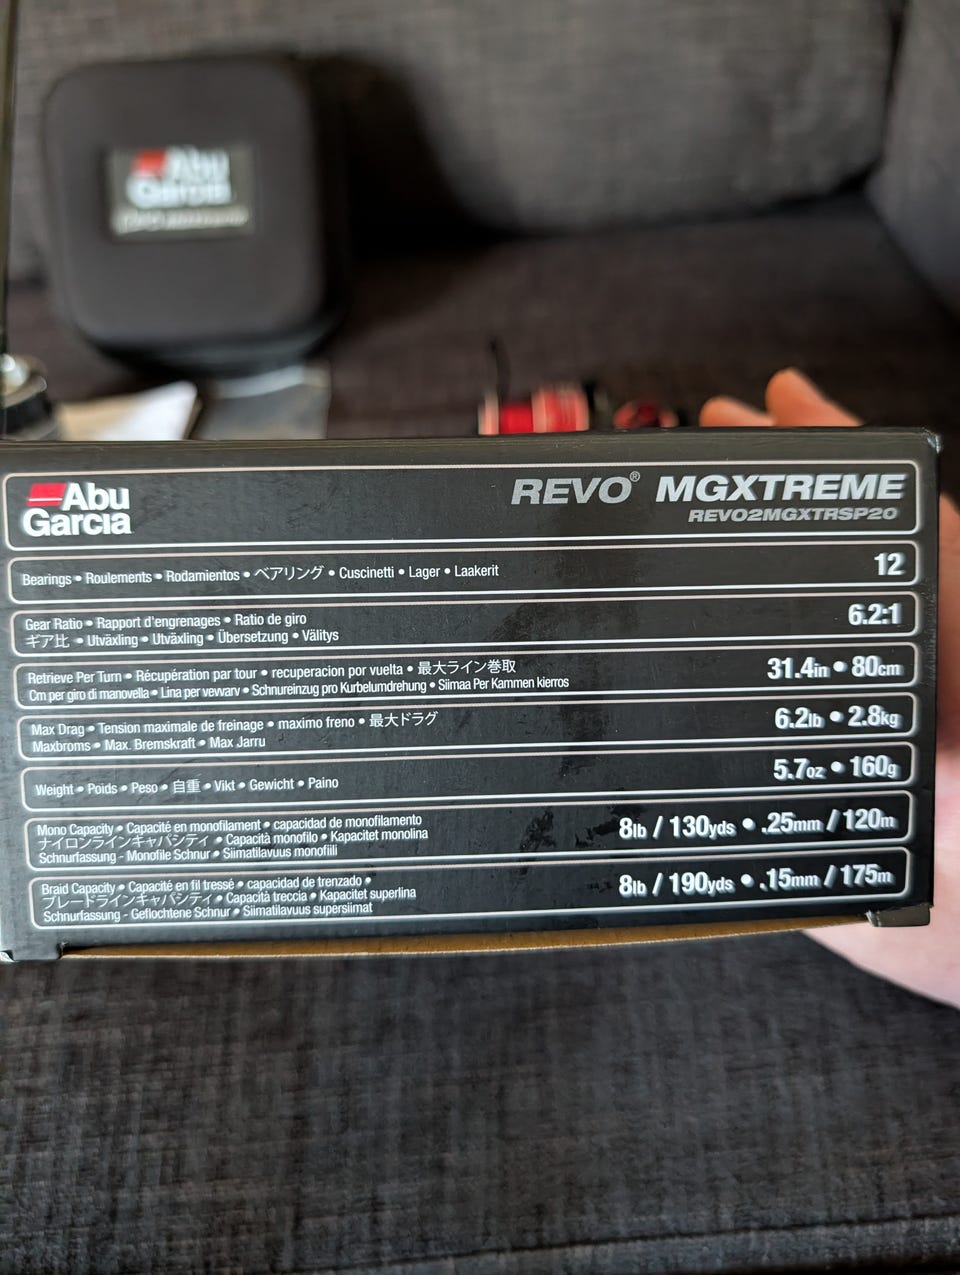 Abu
Garcia
Abu
Garcia
REVO® MGXTREME
REVO2MGXTRSP20
Bearings • Roulements • Rodamientos • ベアリング • Cuscinetti • Lager • Laakerit
12
Gear Ratio • Rapport d'engrenages • Ratio de giro
ギア比 • Utväxling • Utväxling • Übersetzung • Välitys
6.2:1
Retrieve Per Turn • Récupération par tour • recuperacion por vuelta • 最大ライン巻取
Cm per giro di manovella • Lina per vevvarv • Schnureinzug pro Kurbelumdrehung • Siimaa Per Kammen kierros
31.4in • 80cm
Max Drag • Tension maximale de freinage • maximo freno • 最大ドラグ
Maxbroms • Max. Bremskraft • Max Jarru
6.2lb • 2.8kg
Weight • Poids • Peso • 自重 • Vikt • Gewicht • Paino
5.7oz • 160g
Mono Capacity • Capacité en monofilament • capacidad de monofilamento
ナイロンラインキャパシティ • Capacità monofilo • Kapacitet monolina
Schnurfassung - Monofile Schnur • Siimatilavuus monofiili
8lb / 130yds • .25mm / 120m
Braid Capacity • Capacité en fil tressé • capacidad de trenzado •
ブレードラインキャパシティ • Capacità treccia • Kapacitet superlina
Schnurfassung - Geflochtene Schnur • Siimatilavuus supersiimat
8lb / 190yds • .15mm / 175m